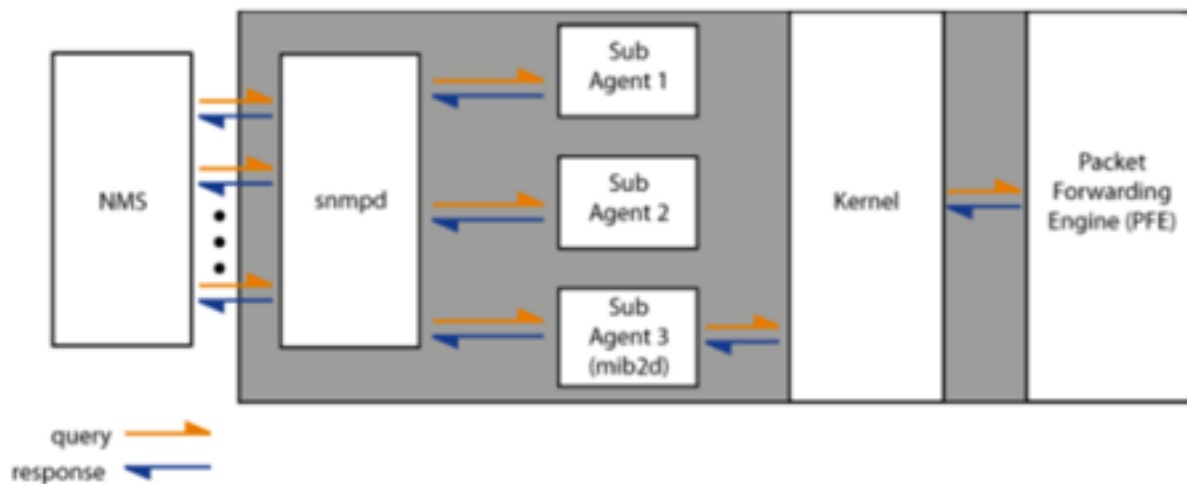 NMS
snmpd
Sub
Agent 1
Sub
Agent 2
Sub
Agent 3
(mib2d)
Kernel
Packet
Forwarding
Engine (PFE)
query
response